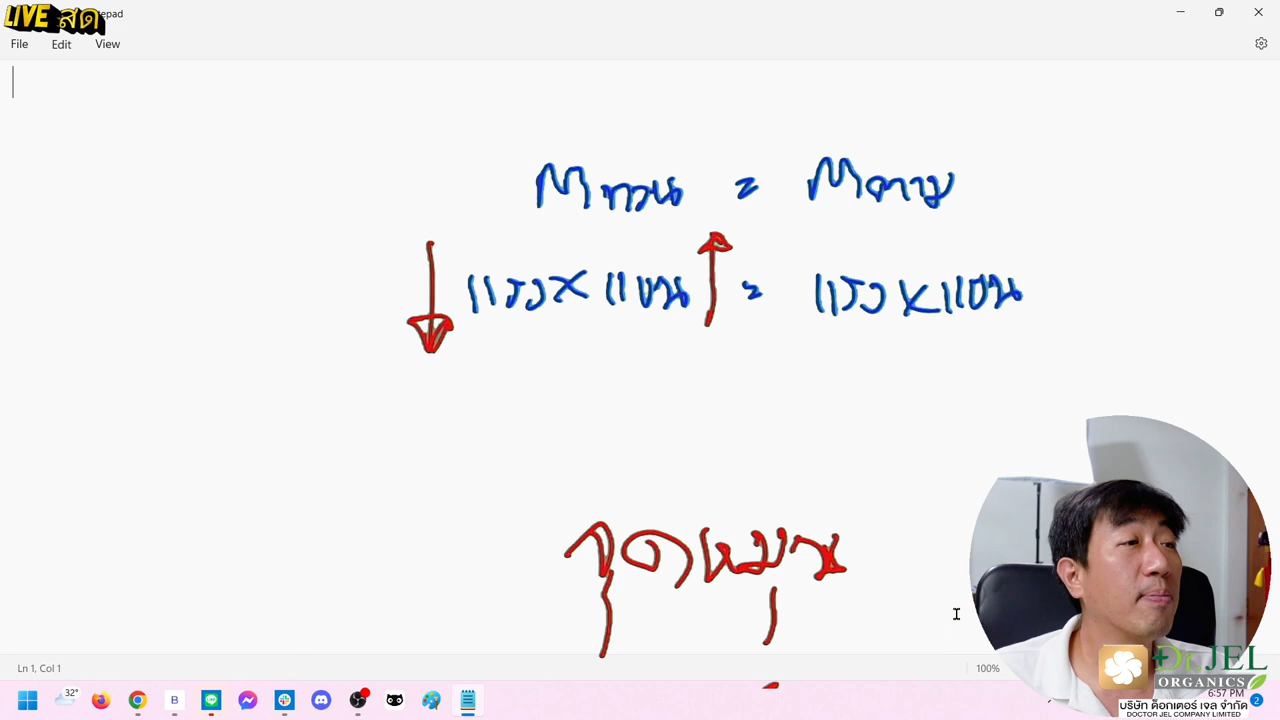 LIVE สด
File Edit View
Mทวน = Mตาม
แรง×แขน = แรง×แขน
จุดหมุน
Ln 1, Col 1
100%
Dr.JEL
ORGANICS
32°
6:57 PM
2
บริษัท ด็อกเตอร์ เจล จำกัด
DOCTOR JEL COMPANY LIMITED